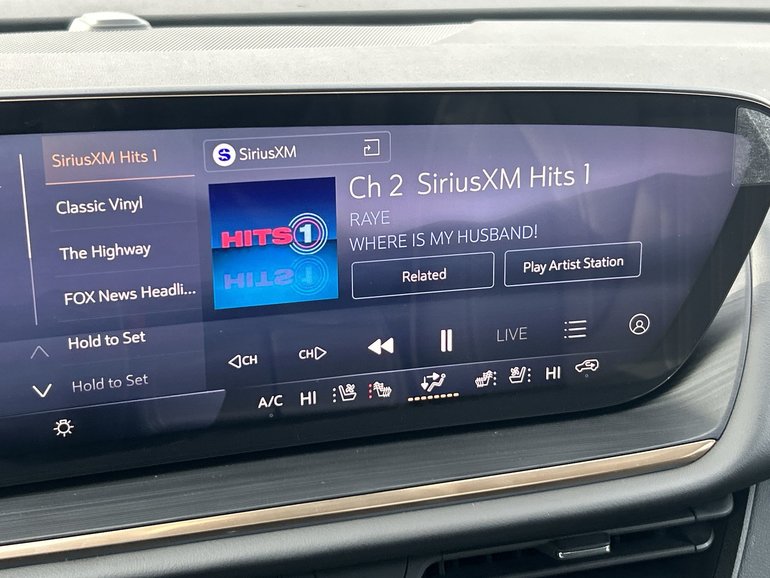 SiriusXM Hits 1
Classic Vinyl
The Highway
FOX News Headli...
Hold to Set
Hold to Set
S SiriusXM
HITS 1
Ch 2 SiriusXM Hits 1
RAYE
WHERE IS MY HUSBAND!
Related
Play Artist Station
CH
CH
LIVE
A/C HI
HI